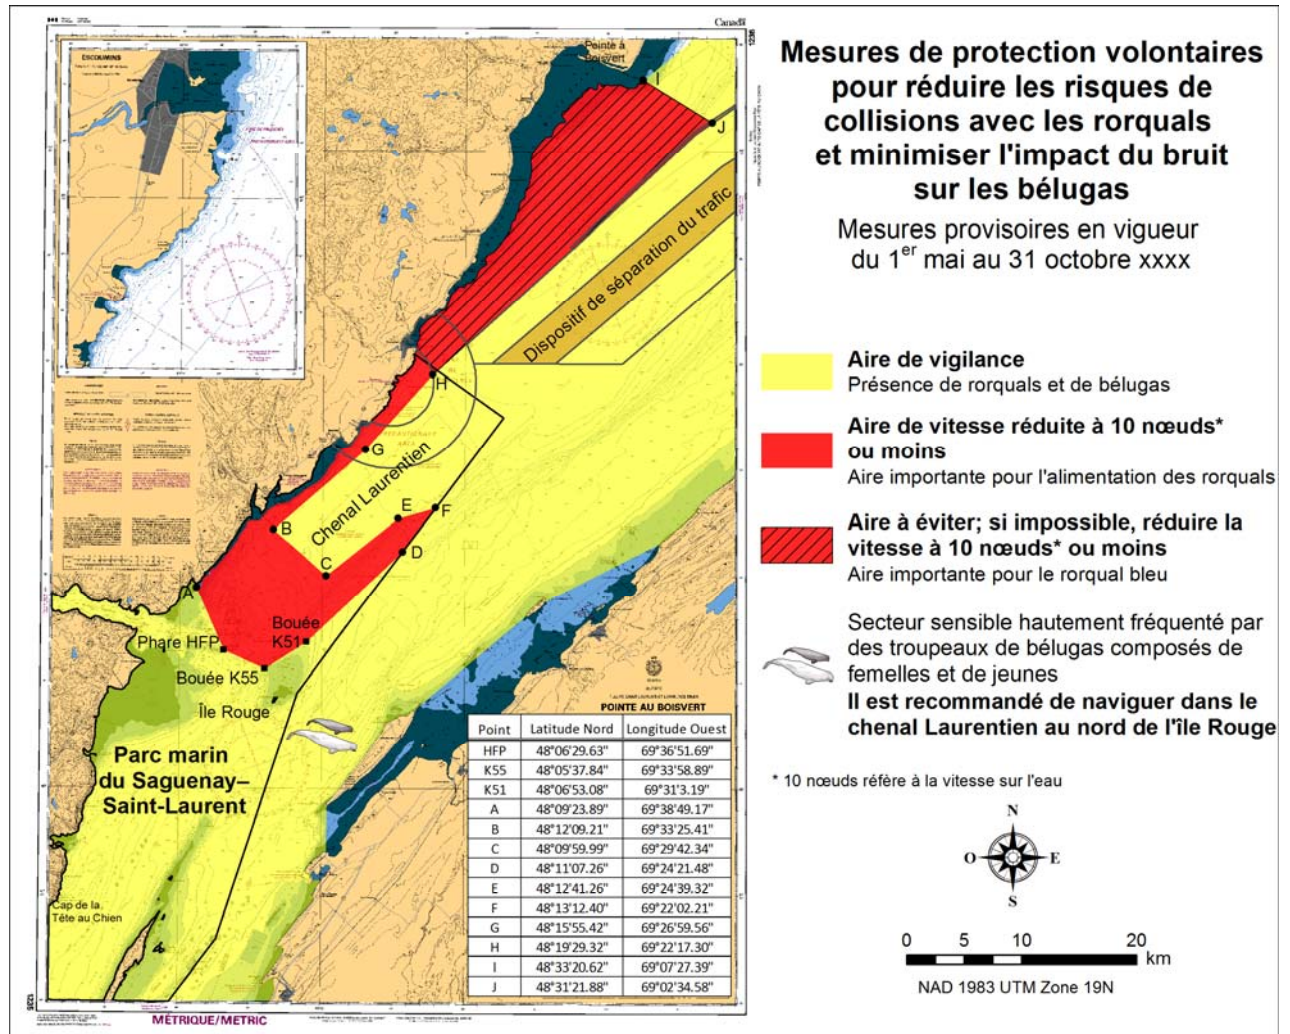 Canada
1236
ESCOUMINS
Pointe à
Boisvert
I
J
Dispositif de séparation du trafic
H
G
Chenal Laurentien
E
F
B
D
C
A
Bouée
K51
Phare HFP
Bouée K55
Île Rouge
Parc marin
du Saguenay–
Saint-Laurent
Cap de la
Tête au Chien
POINTE AU BOISVERT
Point Latitude Nord Longitude Ouest
HFP 48°06'29.63" 69°36'51.69"
K55 48°05'37.84" 69°33'58.89"
K51 48°06'53.08" 69°31'3.19"
A 48°09'23.89" 69°38'49.17"
B 48°12'09.21" 69°33'25.41"
C 48°09'59.99" 69°29'42.34"
D 48°11'07.26" 69°24'21.48"
E 48°12'41.26" 69°24'39.32"
F 48°13'12.40" 69°22'02.21"
G 48°15'55.42" 69°26'59.56"
H 48°19'29.32" 69°22'17.30"
I 48°33'20.62" 69°07'27.39"
J 48°31'21.88" 69°02'34.58"
1236
MÉTRIQUE/METRIC
Mesures de protection volontaires
pour réduire les risques de
collisions avec les rorquals
et minimiser l'impact du bruit
sur les bélugas
Mesures provisoires en vigueur
du 1er mai au 31 octobre xxxx
Aire de vigilance
Présence de rorquals et de bélugas
Aire de vitesse réduite à 10 nœuds*
ou moins
Aire importante pour l'alimentation des rorquals
Aire à éviter; si impossible, réduire la
vitesse à 10 nœuds* ou moins
Aire importante pour le rorqual bleu
Secteur sensible hautement fréquenté par
des troupeaux de bélugas composés de
femelles et de jeunes
Il est recommandé de naviguer dans le
chenal Laurentien au nord de l'île Rouge
* 10 nœuds réfère à la vitesse sur l'eau
N
O E
S
0 5 10 20
km
NAD 1983 UTM Zone 19N